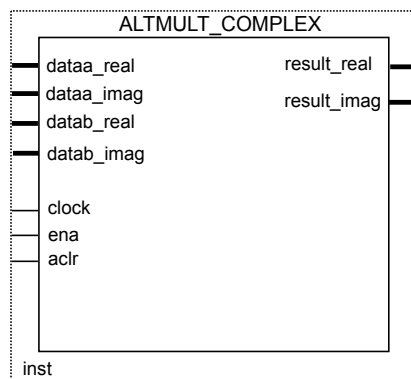 ALTMULT_COMPLEX
dataa_real
result_real
dataa_imag
result_imag
datab_real
datab_imag
clock
ena
aclr
inst